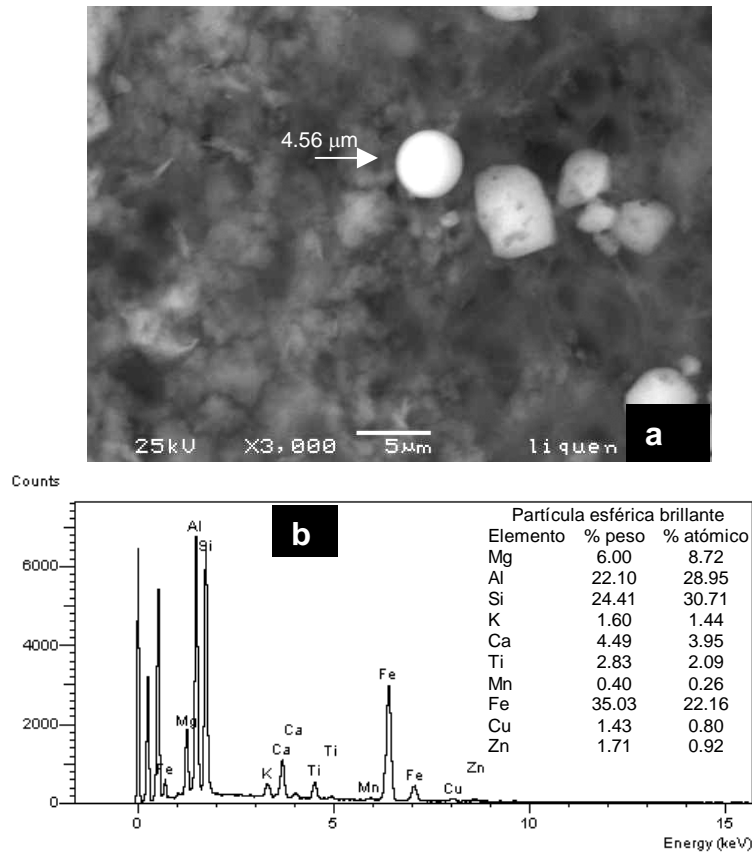 4.56 µm
25kV X3,000 5µm liquen
a
Counts
b
Partícula esférica brillante
Elemento % peso % atómico
Mg 6.00 8.72
Al 22.10 28.95
Si 24.41 30.71
K 1.60 1.44
Ca 4.49 3.95
Ti 2.83 2.09
Mn 0.40 0.26
Fe 35.03 22.16
Cu 1.43 0.80
Zn 1.71 0.92
Al
Si
6000
4000
Fe
2000
Mg
Ca
Ca
Ti
Zn
Fe
K
Ti
Mn
Fe
Cu
0
0 5 10 15
Energy (keV)